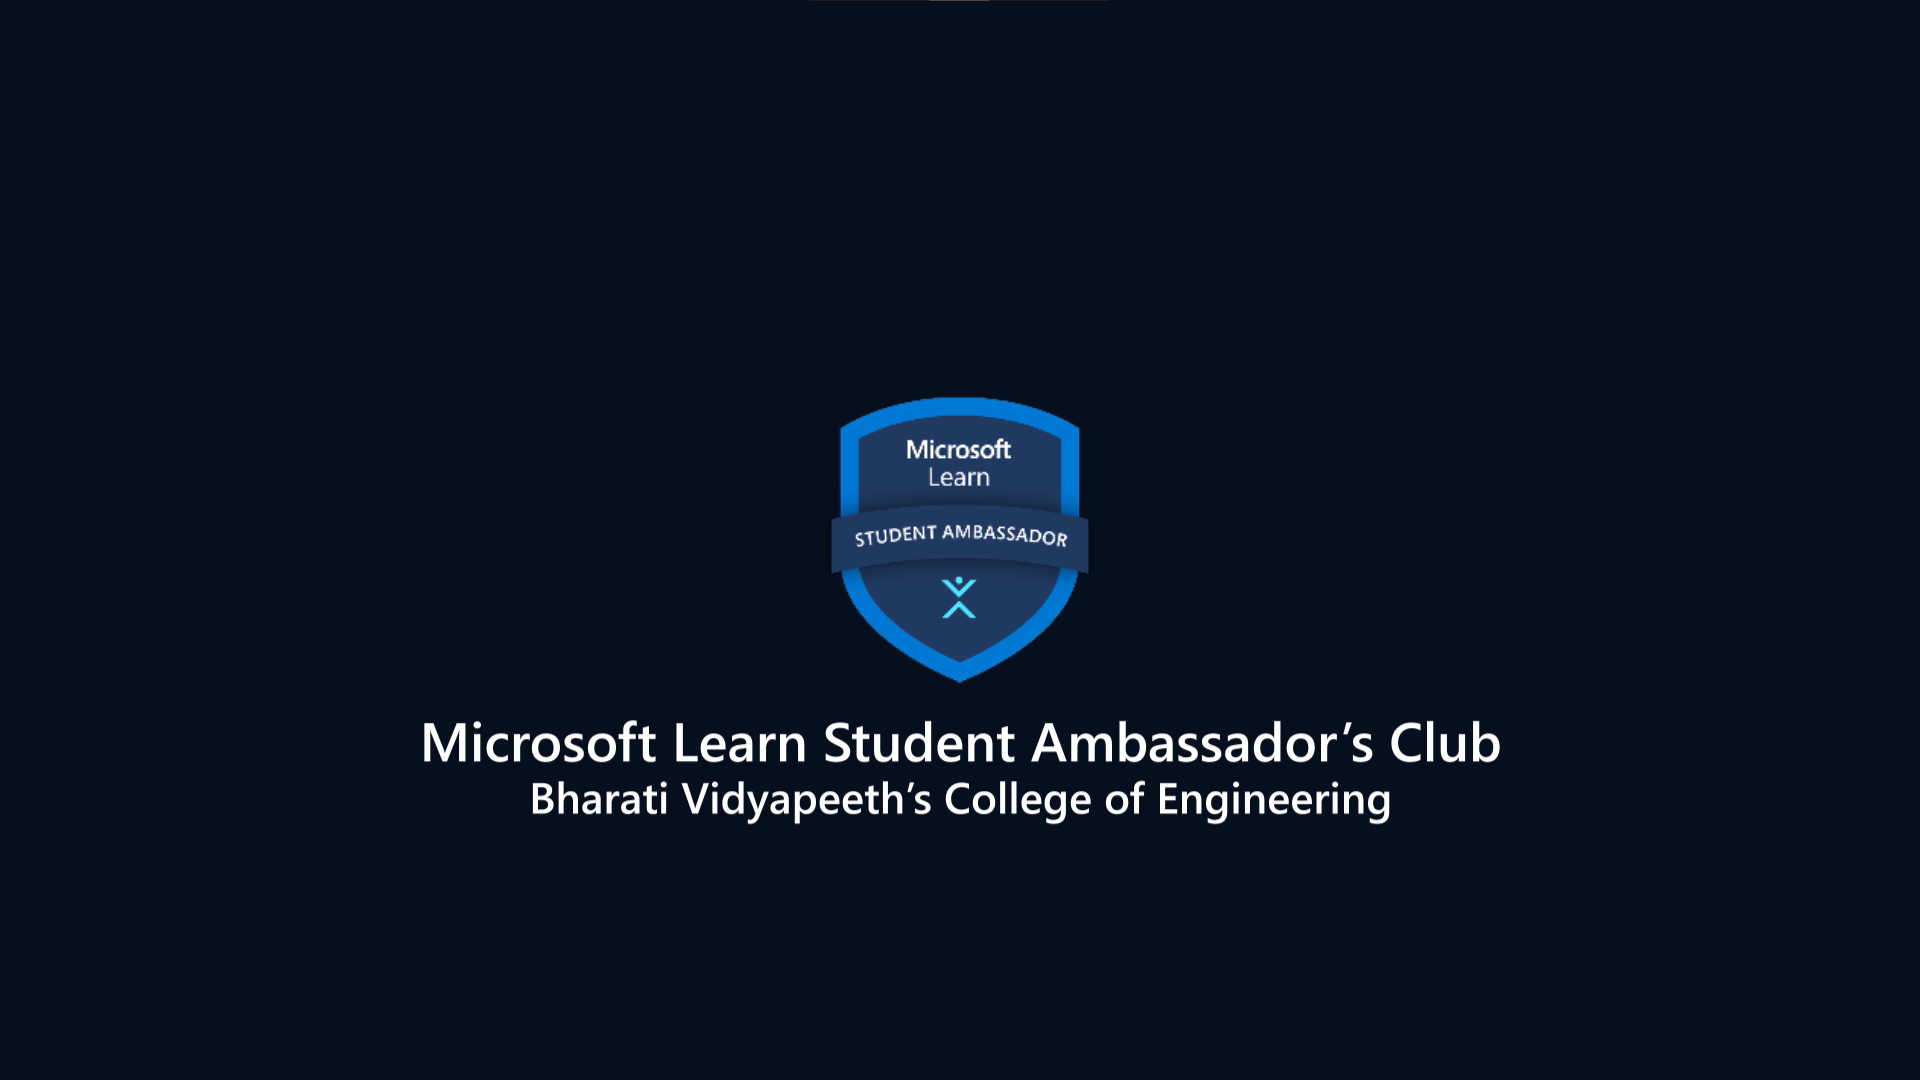 Microsoft
Learn
STUDENT AMBASSADOR
Microsoft Learn Student Ambassador’s Club
Bharati Vidyapeeth’s College of Engineering